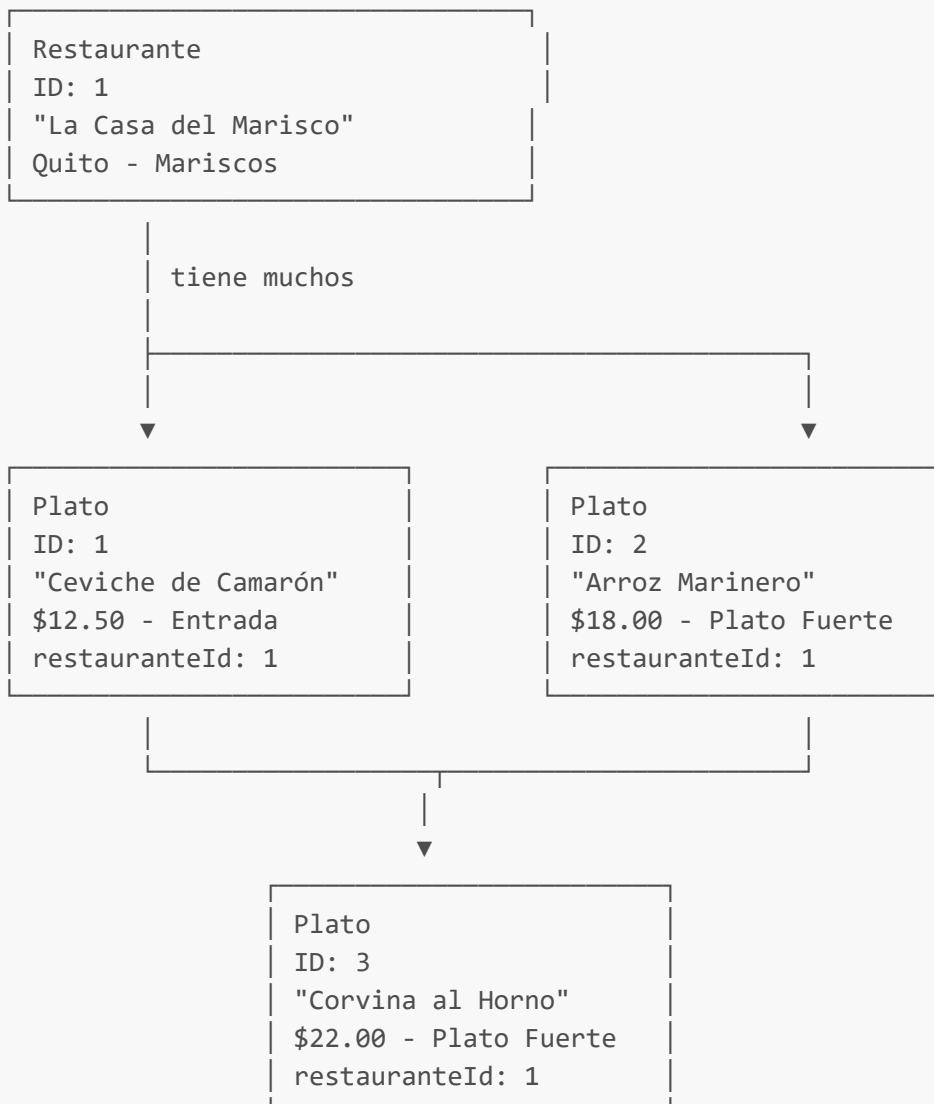 Restaurante
ID: 1
"La Casa del Marisco"
Quito - Mariscos
tiene muchos
Plato
ID: 1
"Ceviche de Camarón"
$12.50 - Entrada
restauranteId: 1
Plato
ID: 2
"Arroz Marinero"
$18.00 - Plato Fuerte
restauranteId: 1
Plato
ID: 3
"Corvina al Horno"
$22.00 - Plato Fuerte
restauranteId: 1